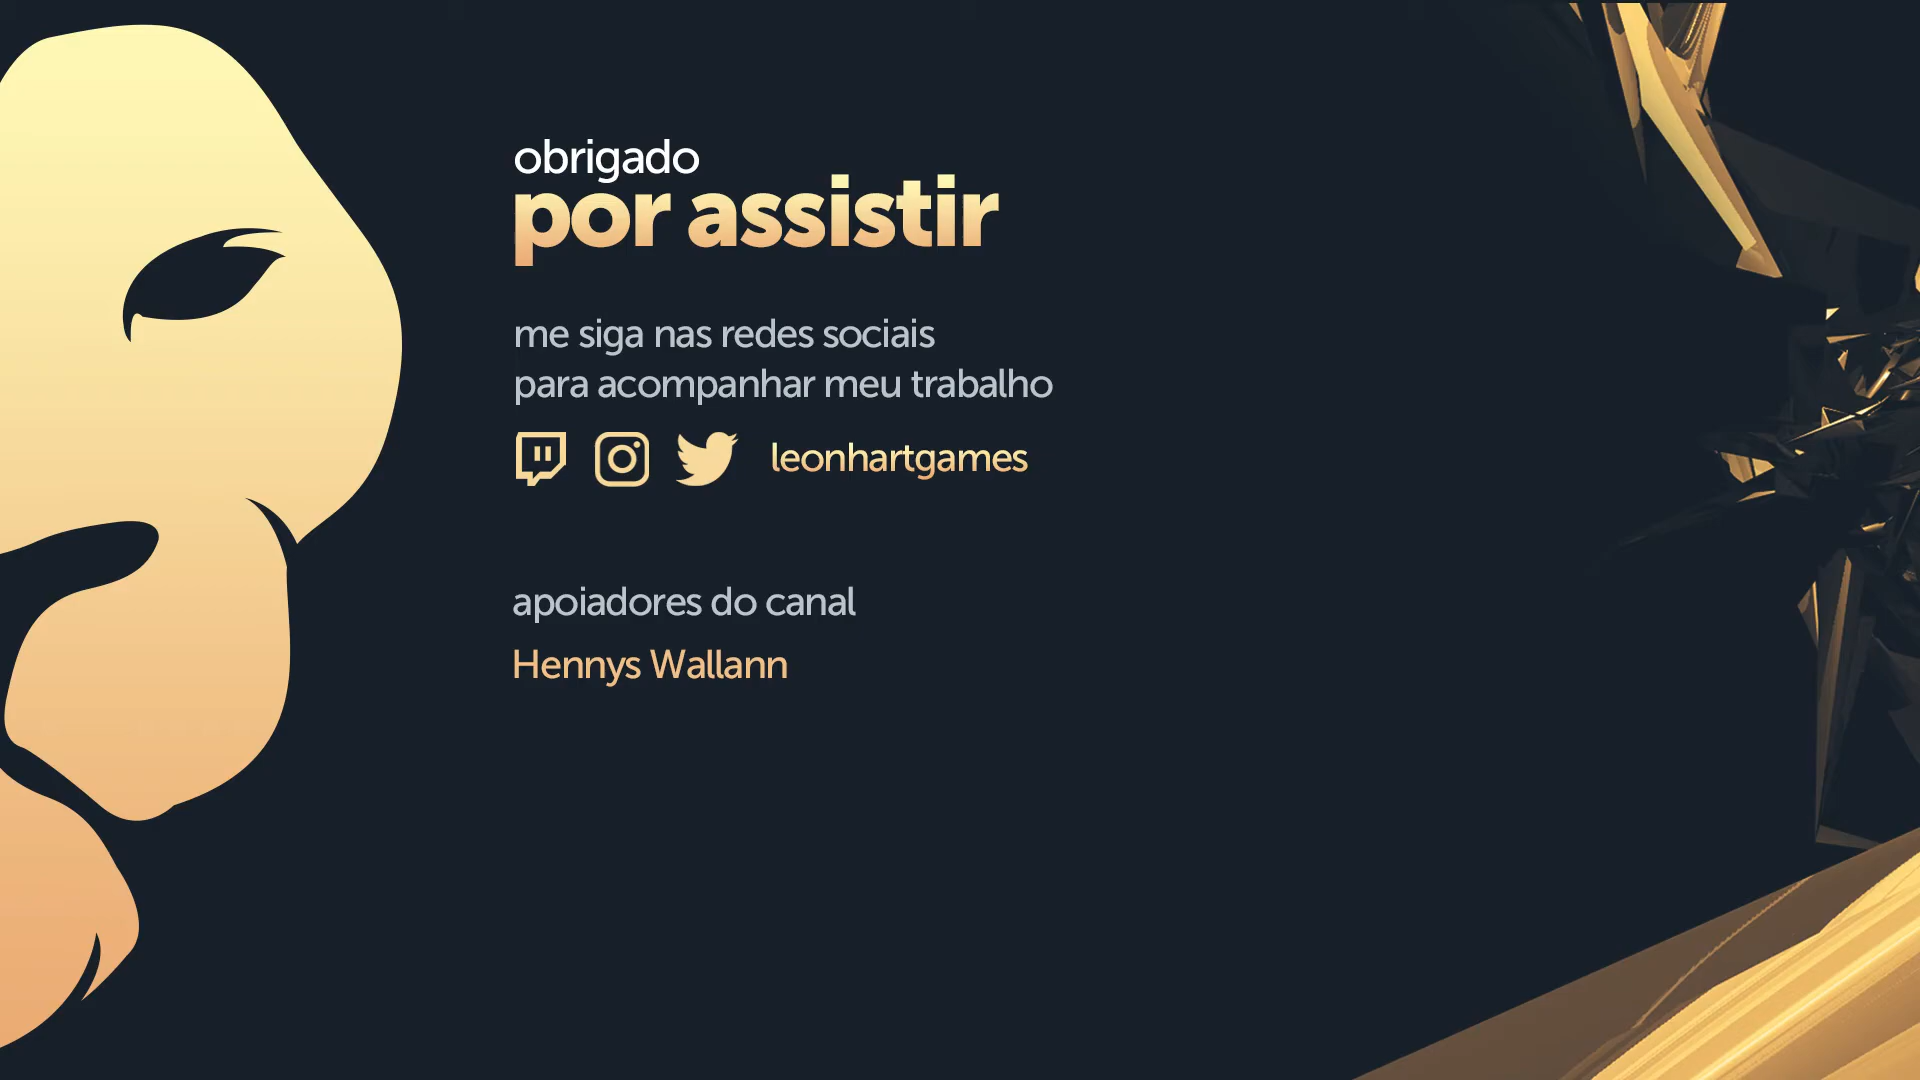 obrigado
por assistir
me siga nas redes sociais
para acompanhar meu trabalho
leonhartgames
apoiadores do canal
Hennys Wallann